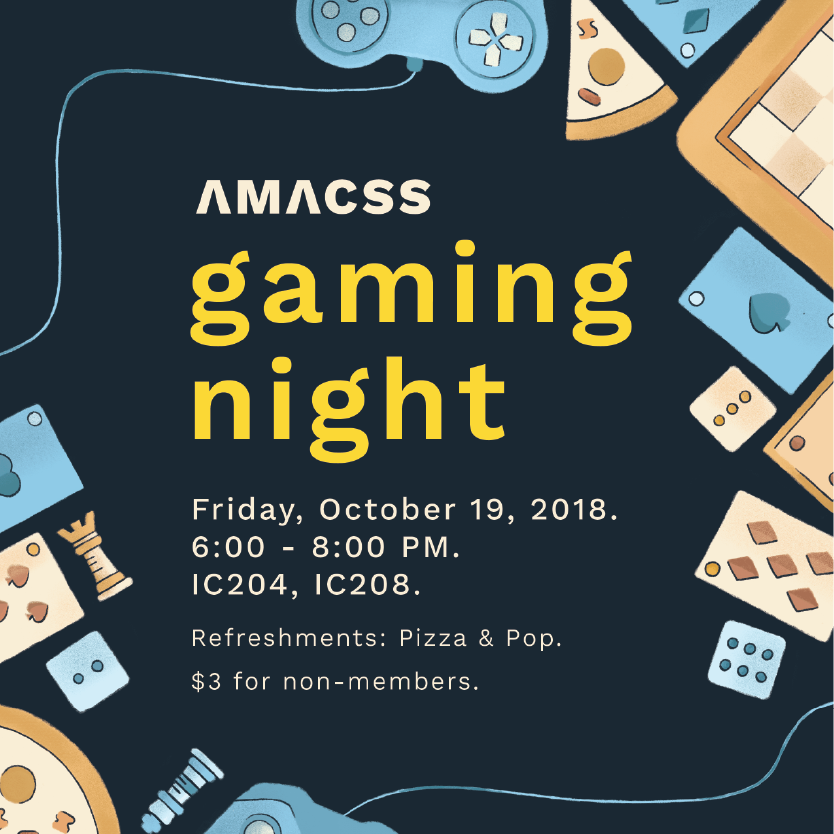 AMACSS
gaming
night
Friday, October 19, 2018.
6:00 - 8:00 PM.
IC204, IC208.
Refreshments: Pizza & Pop.
$3 for non-members.